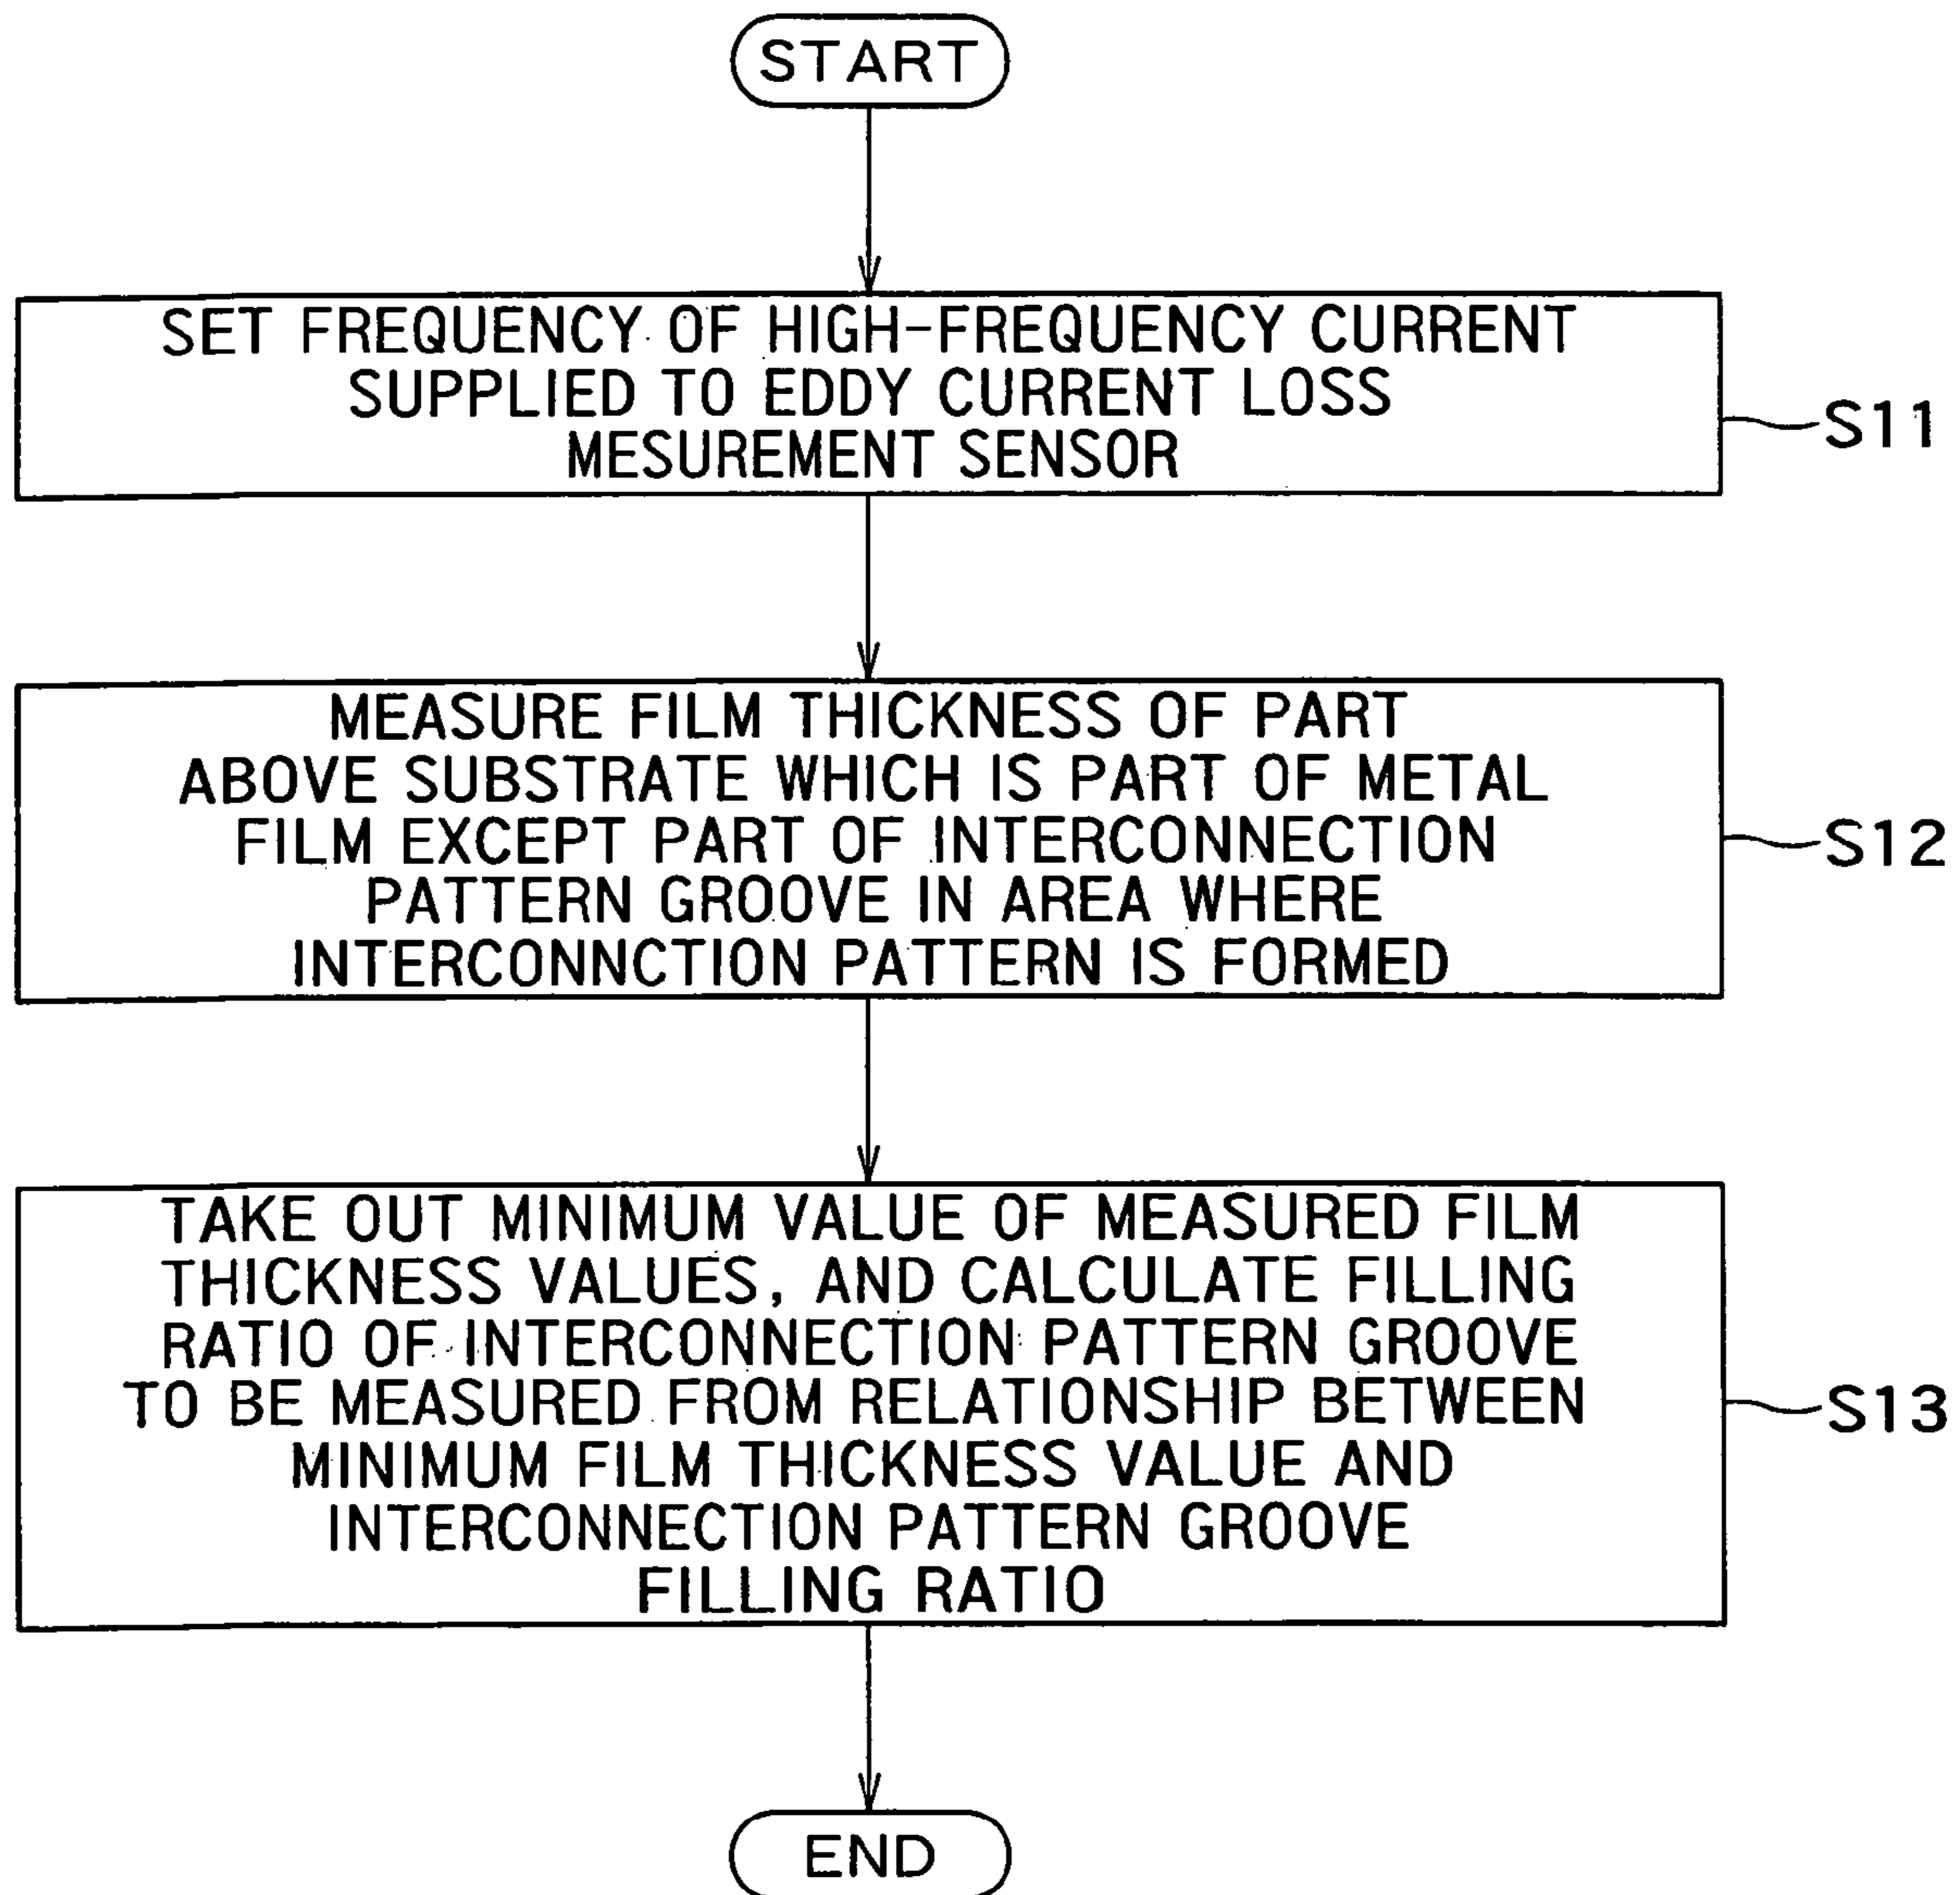 START
SET FREQUENCY OF HIGH-FREQUENCY CURRENT
SUPPLIED TO EDDY CURRENT LOSS
MESUREMENT SENSOR
S11
MEASURE FILM THICKNESS OF PART
ABOVE SUBSTRATE WHICH IS PART OF METAL
FILM EXCEPT PART OF INTERCONNECTION
PATTERN GROOVE IN AREA WHERE
INTERCONNCTION PATTERN IS FORMED
S12
TAKE OUT MINIMUM VALUE OF MEASURED FILM
THICKNESS VALUES, AND CALCULATE FILLING
RATIO OF INTERCONNECTION PATTERN GROOVE
TO BE MEASURED FROM RELATIONSHIP BETWEEN
MINIMUM FILM THICKNESS VALUE AND
INTERCONNECTION PATTERN GROOVE
FILLING RATIO
S13
END